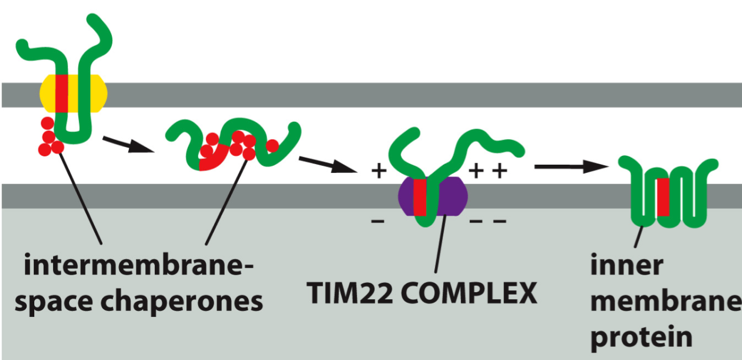 + + +
- - -
intermembrane-
space chaperones
TIM22 COMPLEX
inner
membrane
protein